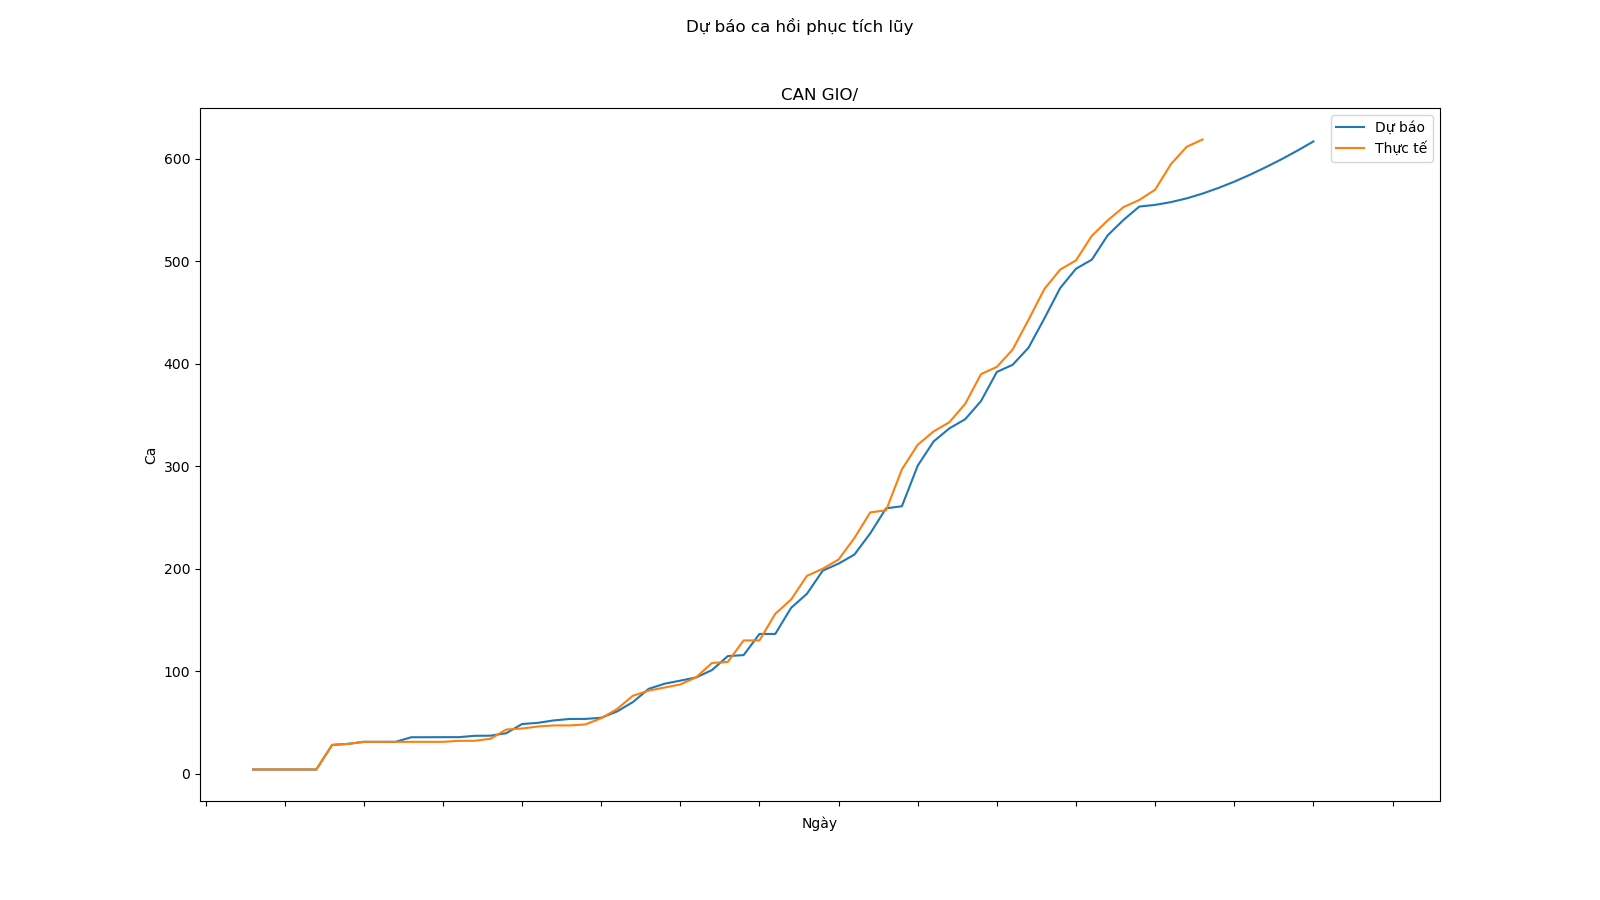 Dự báo ca hồi phục tích lũy
CAN GIO/
Dự báo
Thực tế
600
500
400
300
200
100
0
Ca
Ngày